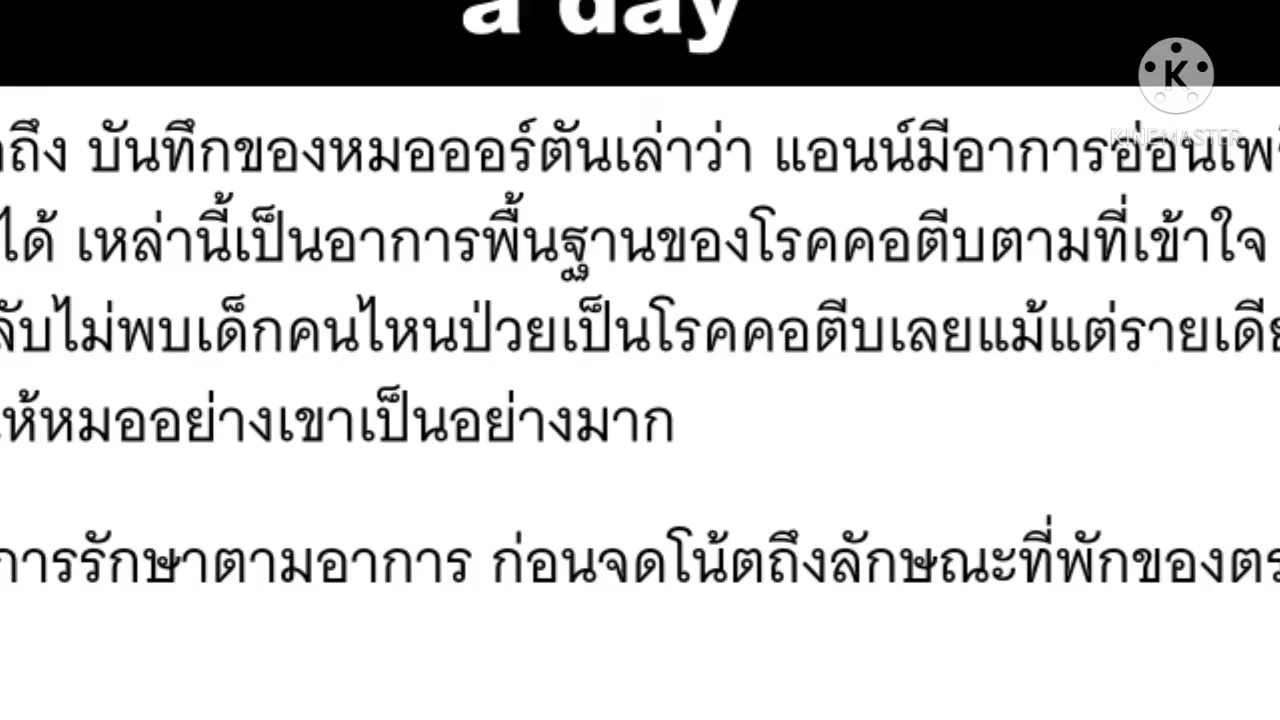 a day
KINEMASTER
ถึง บันทึกของหมอออร์ตันเล่าว่า แอนน์มีอาการอ่อนเพ
ได้ เหล่านี้เป็นอาการพื้นฐานของโรคคอตีบตามที่เข้าใจ
ลับไม่พบเด็กคนไหนป่วยเป็นโรคคอตีบเลยแม้แต่รายเดีย
ห้หมออย่างเขาเป็นอย่างมาก
การรักษาตามอาการ ก่อนจดโน้ตถึงลักษณะที่พักของตร